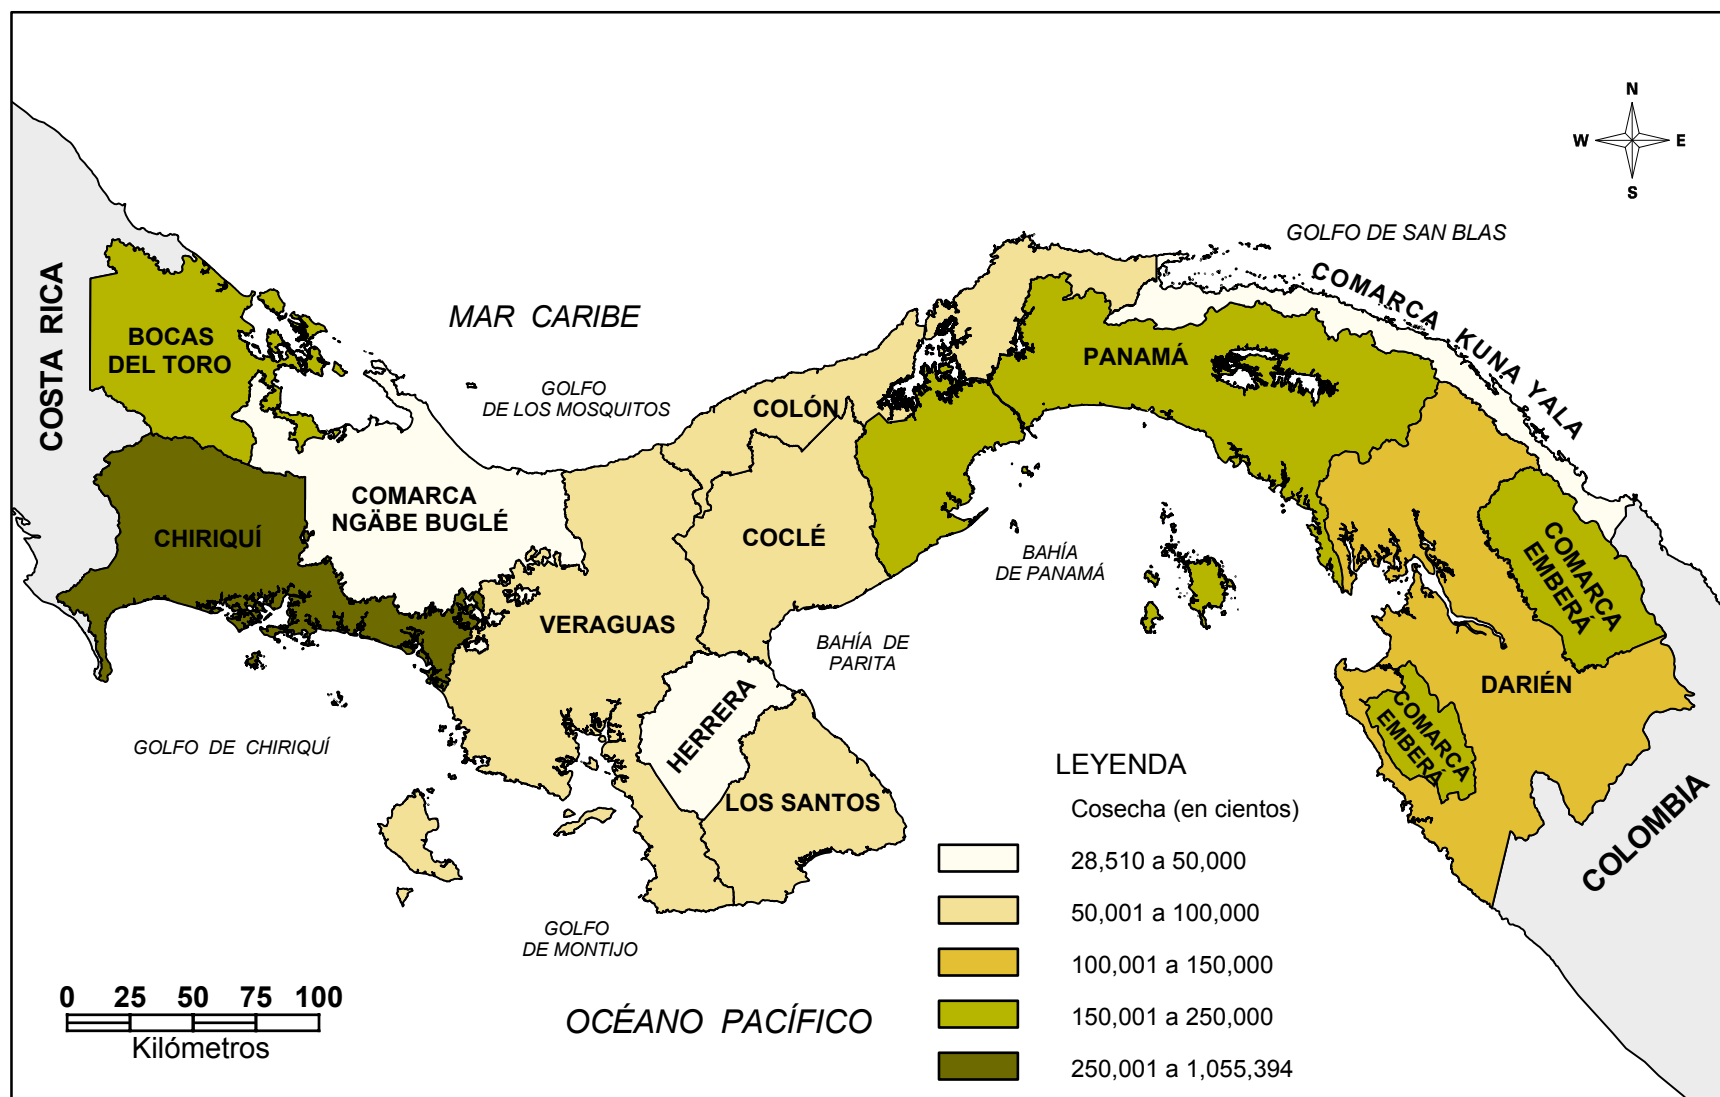 N
W E
S
GOLFO DE SAN BLAS
COMARCA KUNA YALA
COSTA RICA
MAR CARIBE
BOCAS
DEL TORO
PANAMÁ
GOLFO
DE LOS MOSQUITOS
COLÓN
COMARCA
NGÄBE BUGLÉ
CHIRIQUÍ
COCLÉ
BAHÍA
DE PANAMÁ
COMARCA
EMBERÁ
VERAGUAS
BAHÍA DE
PARITA
DARIÉN
HERRERA
COMARCA
EMBERÁ
GOLFO DE CHIRIQUÍ
LOS SANTOS
COLOMBIA
GOLFO
DE MONTIJO
OCÉANO PACÍFICO
0 25 50 75 100
Kilómetros
LEYENDA
Cosecha (en cientos)
28,510 a 50,000
50,001 a 100,000
100,001 a 150,000
150,001 a 250,000
250,001 a 1,055,394